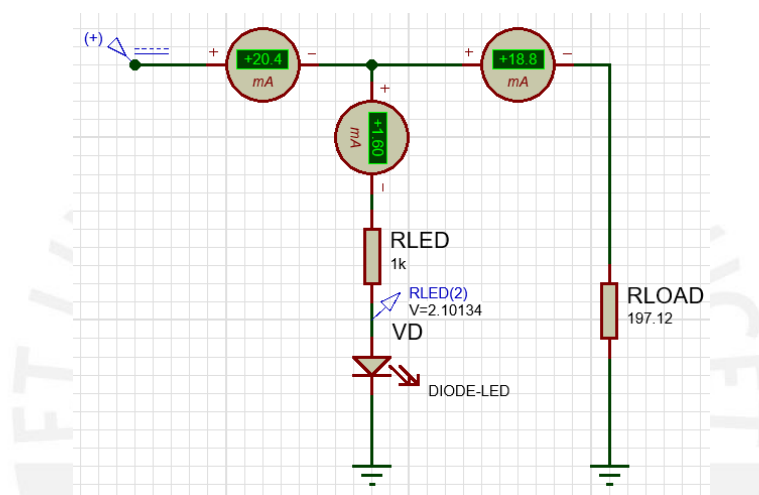 (+)
+
+20.4
mA
−
+
+18.8
mA
−
+
+1.60
mA
−
RLED
1k
RLED(2)
V=2.10134
VD
DIODE-LED
RLOAD
197.12